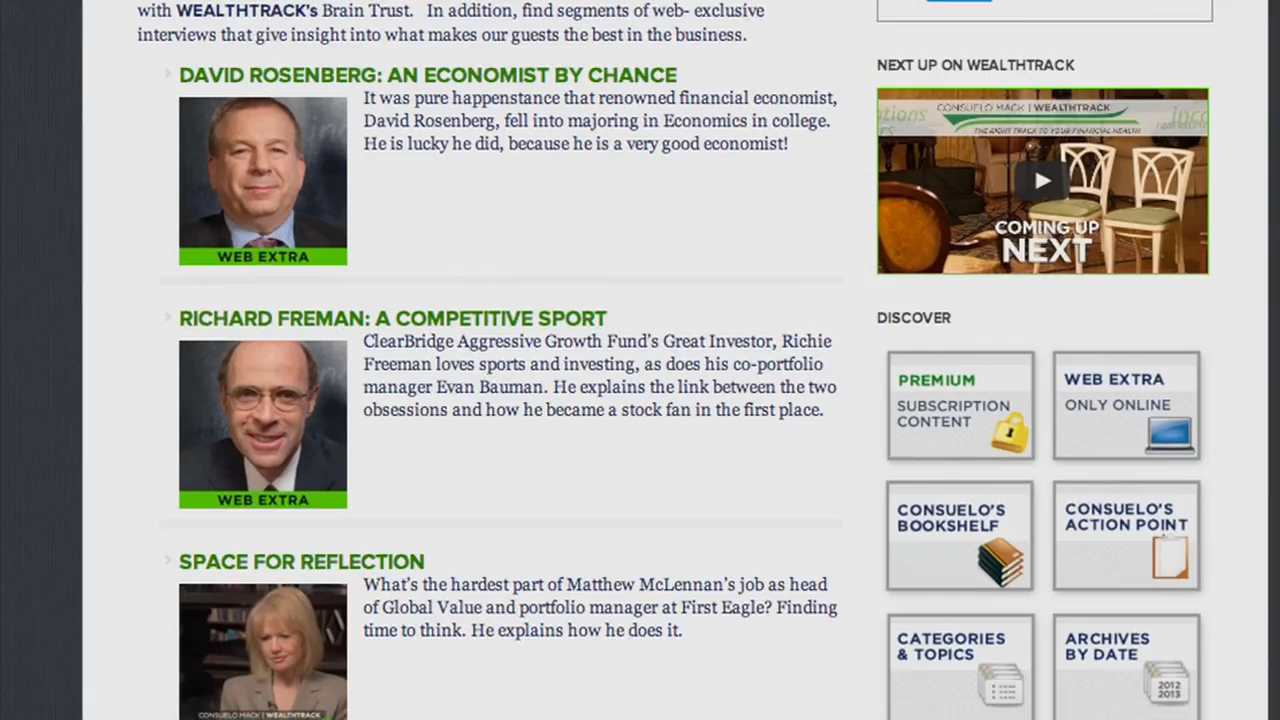 with WEALTHTRACK's Brain Trust. In addition, find segments of web- exclusive
interviews that give insight into what makes our guests the best in the business.
DAVID ROSENBERG: AN ECONOMIST BY CHANCE
It was pure happenstance that renowned financial economist,
David Rosenberg, fell into majoring in Economics in college.
He is lucky he did, because he is a very good economist!
WEB EXTRA
RICHARD FREMAN: A COMPETITIVE SPORT
ClearBridge Aggressive Growth Fund's Great Investor, Richie
Freeman loves sports and investing, as does his co-portfolio
manager Evan Bauman. He explains the link between the two
obsessions and how he became a stock fan in the first place.
WEB EXTRA
SPACE FOR REFLECTION
What's the hardest part of Matthew McLennan's job as head
of Global Value and portfolio manager at First Eagle? Finding
time to think. He explains how he does it.
CONSUELO MACK | WEALTHTRACK
NEXT UP ON WEALTHTRACK
CONSUELO MACK | WEALTHTRACK
THE RIGHT TRACK TO YOUR FINANCIAL HEALTH
COMING UP
NEXT
DISCOVER
PREMIUM
SUBSCRIPTION
CONTENT
WEB EXTRA
ONLY ONLINE
CONSUELO'S
BOOKSHELF
CONSUELO'S
ACTION POINT
CATEGORIES
& TOPICS
ARCHIVES
BY DATE
2012
2013